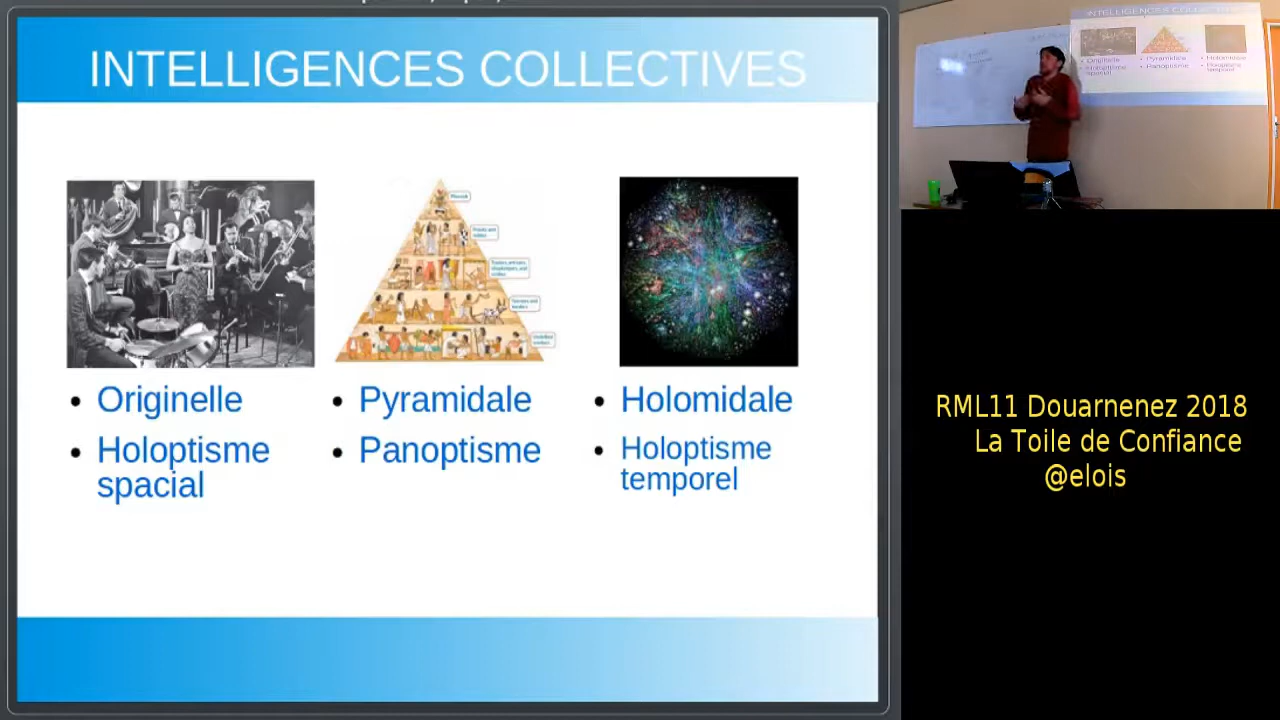 INTELLIGENCES COLLECTIVES
Originelle
Holoptisme
spacial
Pyramidale
Panoptisme
Holomidale
Holoptisme
temporel
RML11 Douarnenez 2018
La Toile de Confiance
@elois